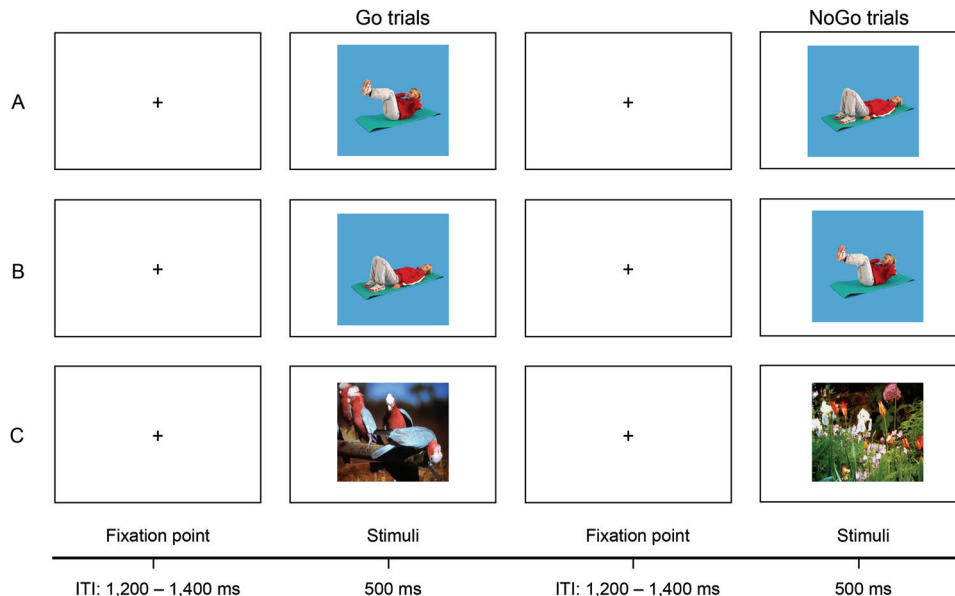 Go trials
NoGo trials
A
+
+
B
+
+
C
+
+
Fixation point
Stimuli
Fixation point
Stimuli
ITI: 1,200 – 1,400 ms
500 ms
ITI: 1,200 – 1,400 ms
500 ms